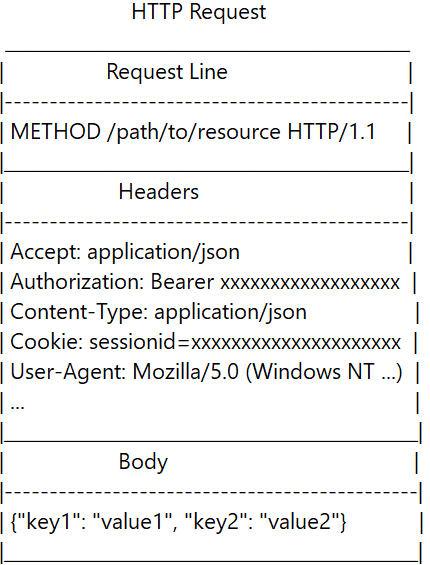 HTTP Request
Request Line
METHOD /path/to/resource HTTP/1.1
Headers
Accept: application/json
Authorization: Bearer xxxxxxxxxxxxxxxxxx
Content-Type: application/json
Cookie: sessionid=xxxxxxxxxxxxxxxxxxxxx
User-Agent: Mozilla/5.0 (Windows NT ...)
...
Body
{"key1": "value1", "key2": "value2"}